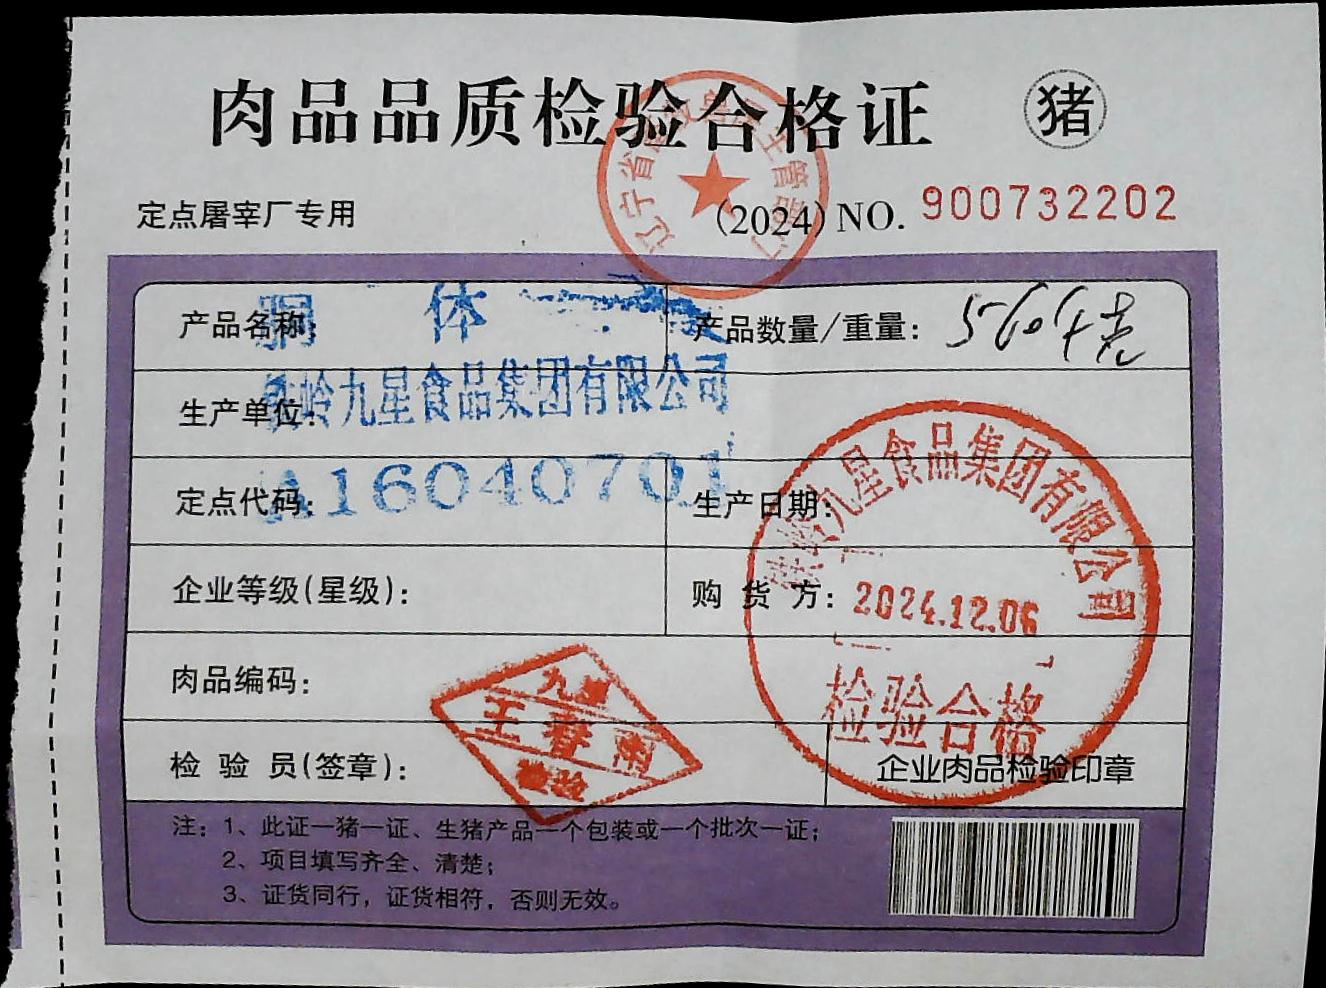 肉品品质检验合格证 猪
辽宁省 主管部门
定点屠宰厂专用 (2024) NO. 900732202
产品名称: 胴体 产品数量/重量:
生产单位: 铁岭九星食品集团有限公司
定点代码: A16040701 生产日期:
企业等级(星级): 购货方:
铁岭九星食品集团有限公司
2024.12.06
检验合格
肉品编码:
九星
王春雨
检验
检验员(签章): 企业肉品检验印章
注: 1、此证一猪一证、生猪产品一个包装或一个批次一证;
2、项目填写齐全、清楚;
3、证货同行, 证货相符, 否则无效。